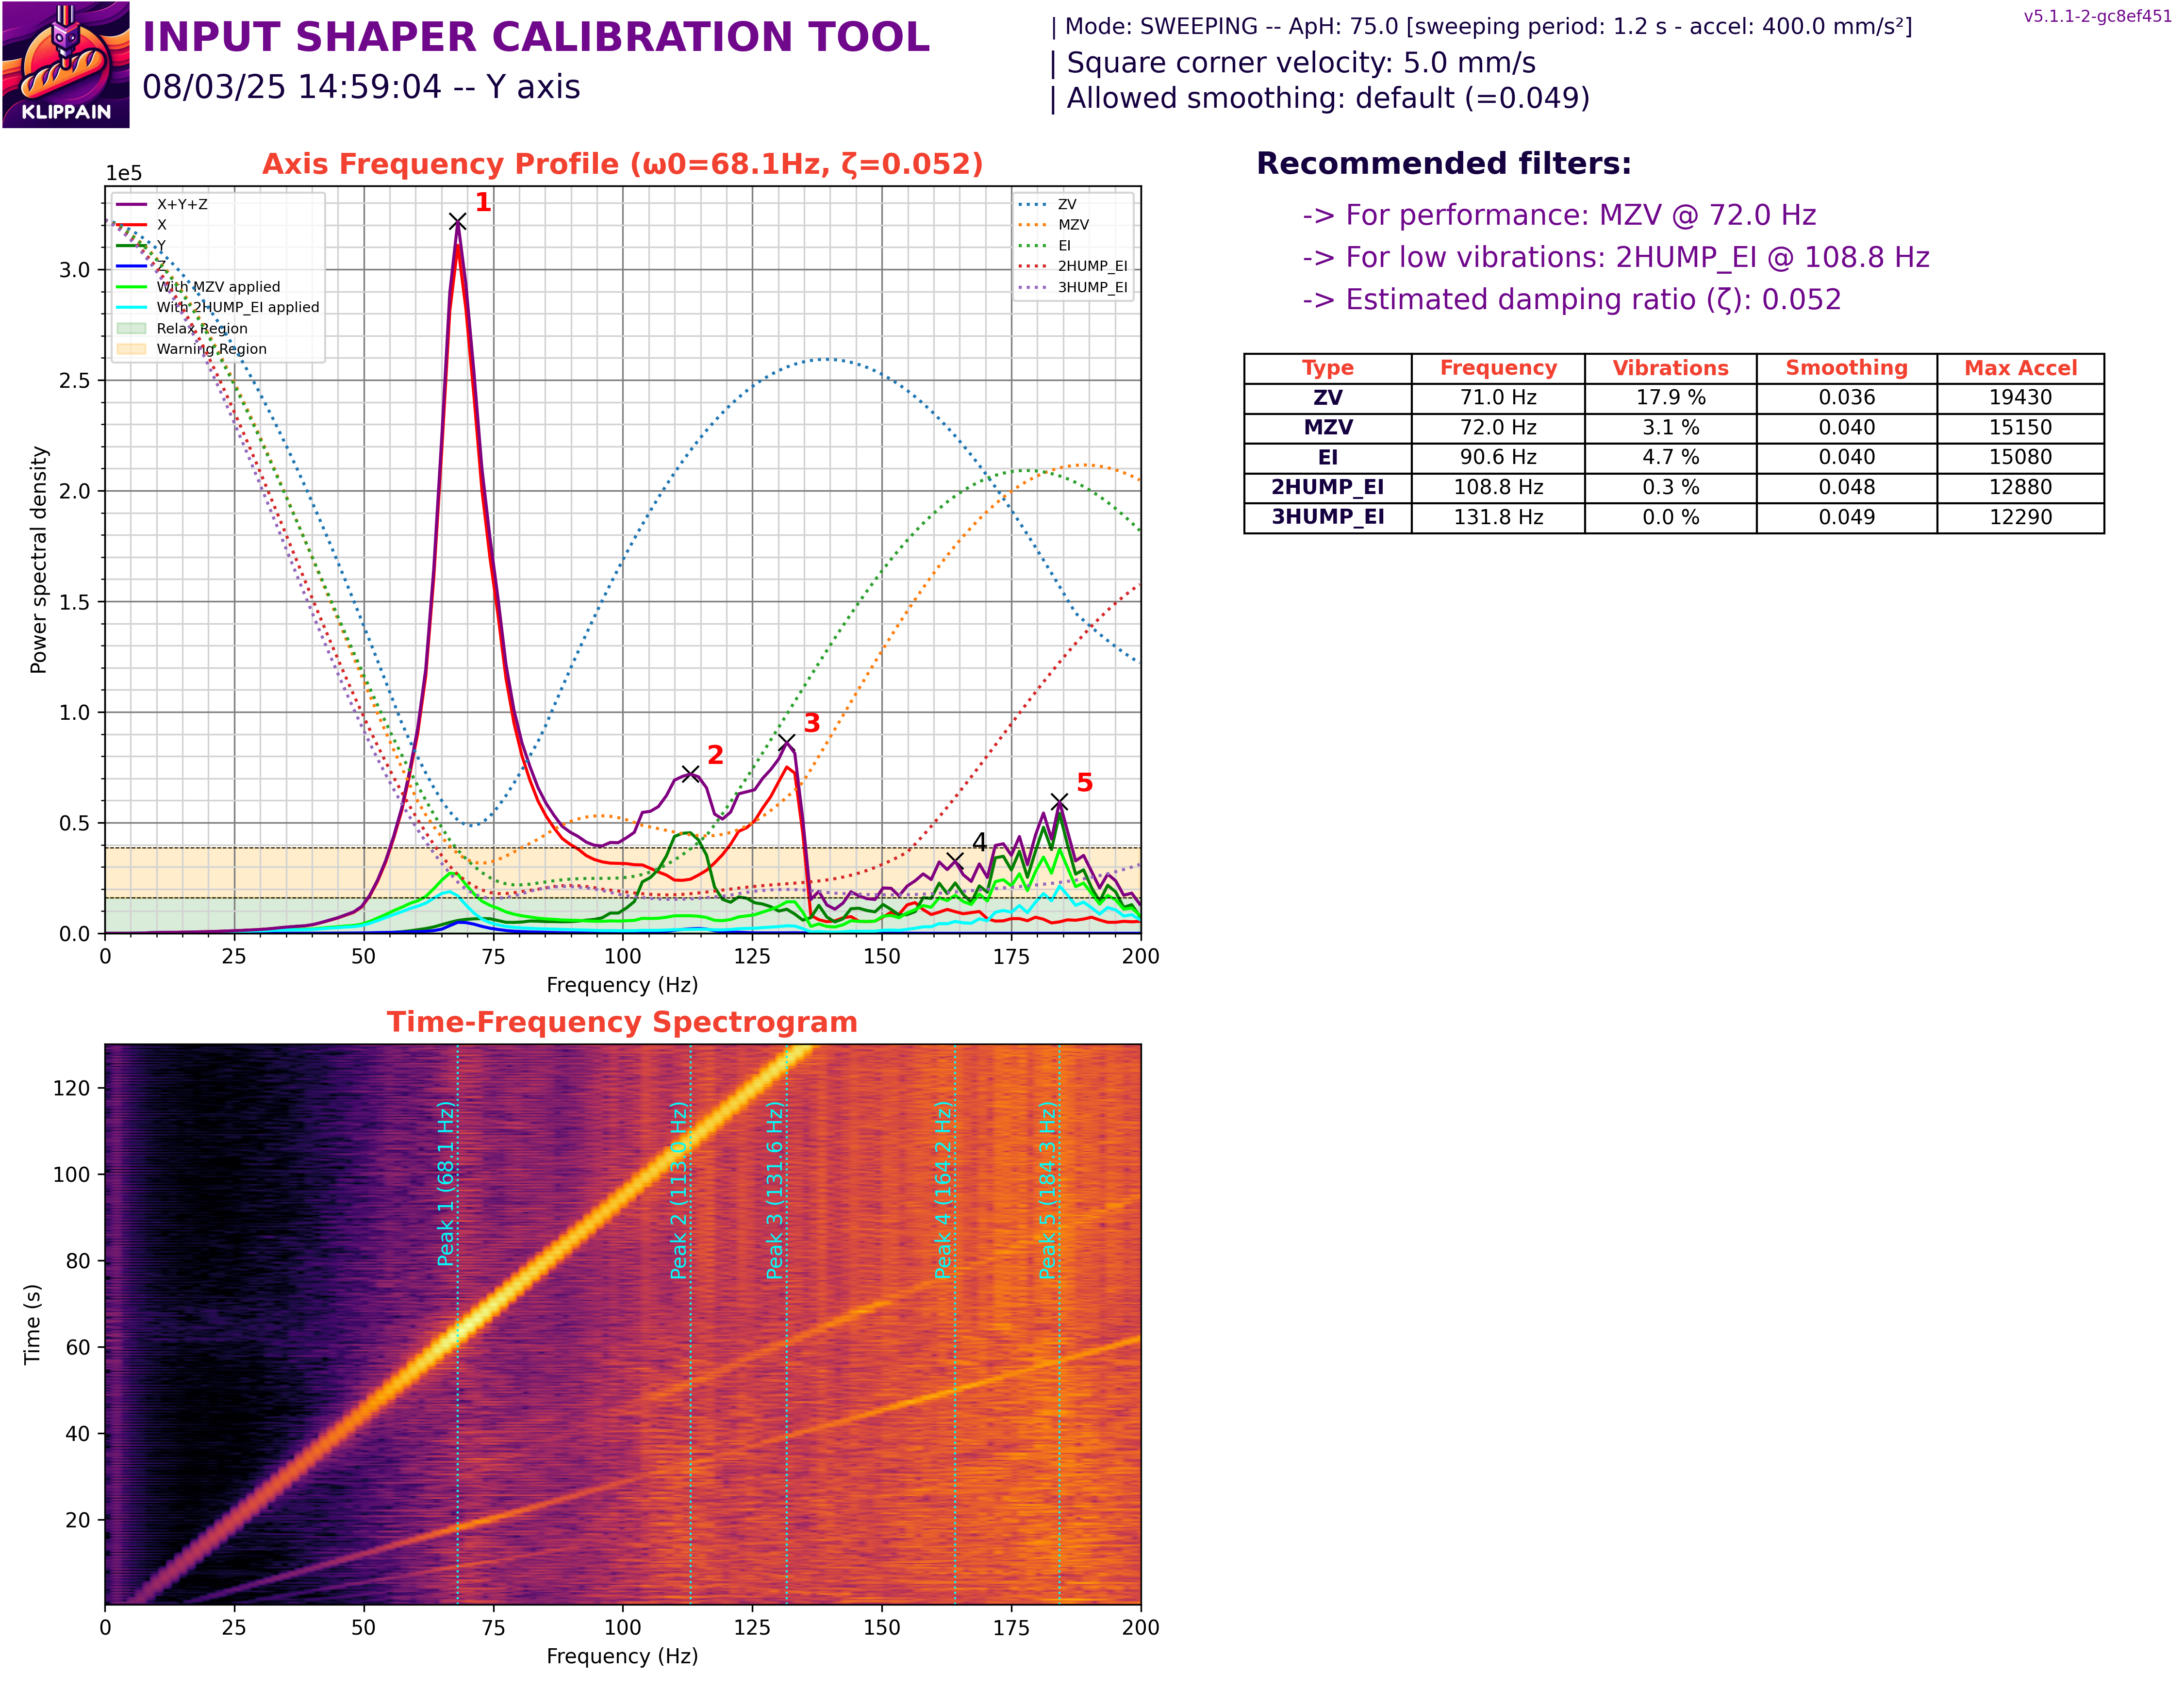 KLIPPAIN
INPUT SHAPER CALIBRATION TOOL
08/03/25 14:59:04 -- Y axis
| Mode: SWEEPING -- ApH: 75.0 [sweeping period: 1.2 s - accel: 400.0 mm/s²]
| Square corner velocity: 5.0 mm/s
| Allowed smoothing: default (=0.049)
v5.1.1-2-gc8ef451
Axis Frequency Profile (ω0=68.1Hz, ζ=0.052)
1e5
X+Y+Z
X
Y
Z
With MZV applied
With 2HUMP_EI applied
Relax Region
Warning Region
ZV
MZV
EI
2HUMP_EI
3HUMP_EI
1
2
3
4
5
3.0
2.5
2.0
1.5
1.0
0.5
0.0
Power spectral density
0 25 50 75 100 125 150 175 200
Frequency (Hz)
Recommended filters:
-> For performance: MZV @ 72.0 Hz
-> For low vibrations: 2HUMP_EI @ 108.8 Hz
-> Estimated damping ratio (ζ): 0.052
Type Frequency Vibrations Smoothing Max Accel
ZV 71.0 Hz 17.9 % 0.036 19430
MZV 72.0 Hz 3.1 % 0.040 15150
EI 90.6 Hz 4.7 % 0.040 15080
2HUMP_EI 108.8 Hz 0.3 % 0.048 12880
3HUMP_EI 131.8 Hz 0.0 % 0.049 12290
Time-Frequency Spectrogram
120
100
80
60
40
20
Time (s)
Peak 1 (68.1 Hz)
Peak 2 (113.0 Hz)
Peak 3 (131.6 Hz)
Peak 4 (164.2 Hz)
Peak 5 (184.3 Hz)
0 25 50 75 100 125 150 175 200
Frequency (Hz)